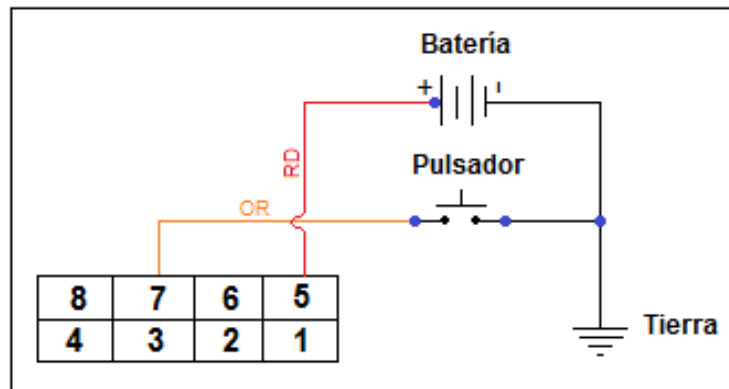 Batería
+ -
Pulsador
RD
OR
8 7 6 5
4 3 2 1
Tierra